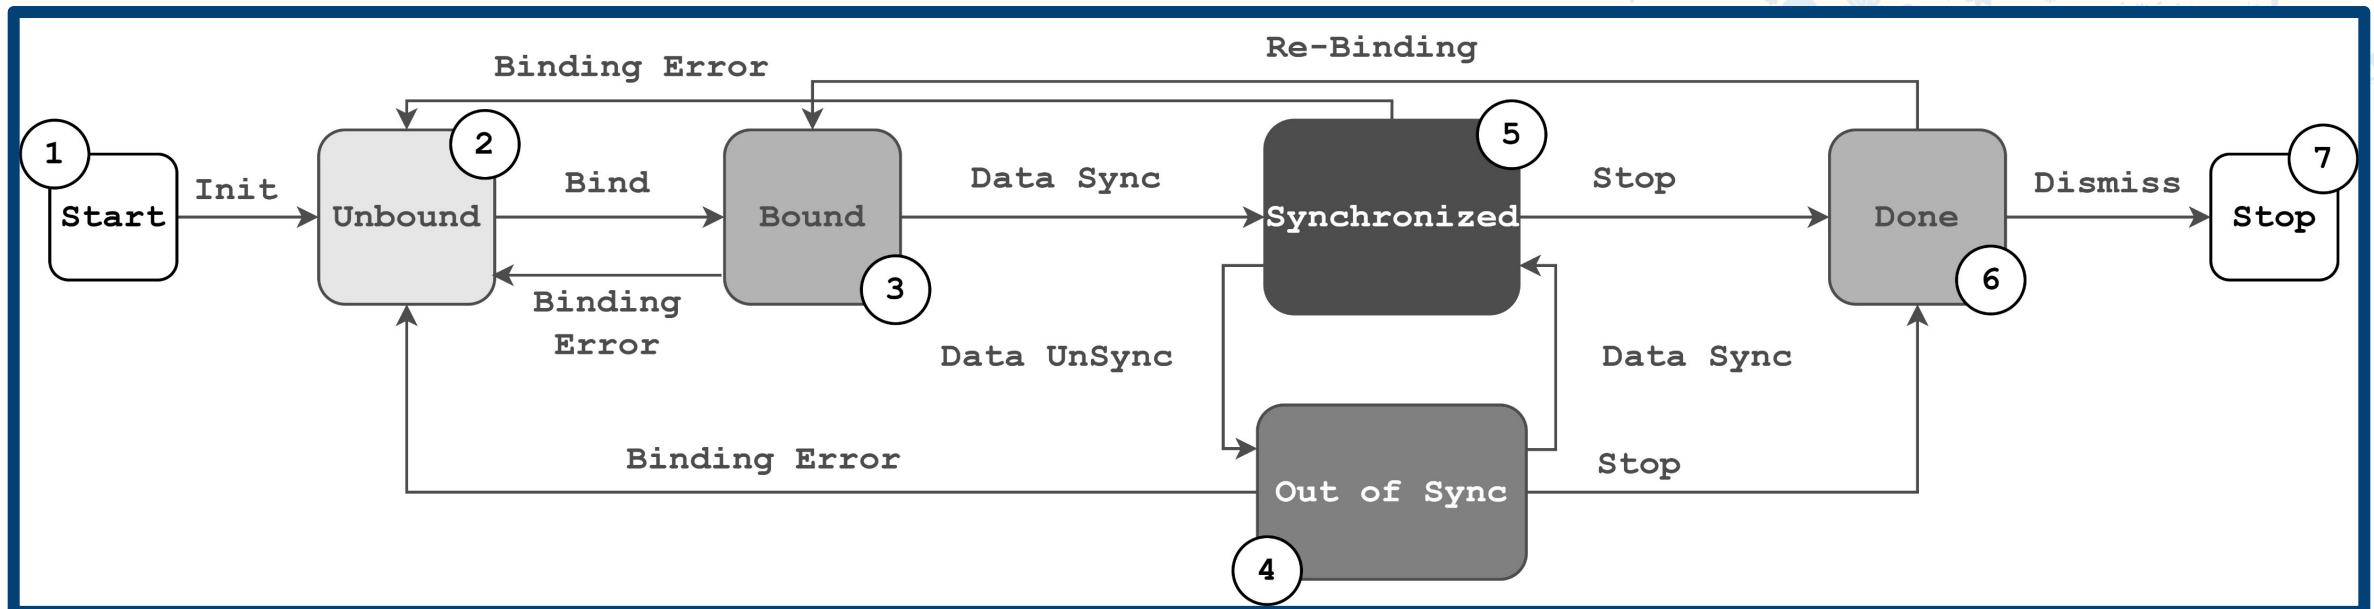 Re-Binding
Binding Error
1
2
5
7
Init
Bind
Data Sync
Stop
Dismiss
Start
Unbound
Bound
Synchronized
Done
Stop
3
6
Binding
Error
Data UnSync
Data Sync
Binding Error
Stop
Out of Sync
4